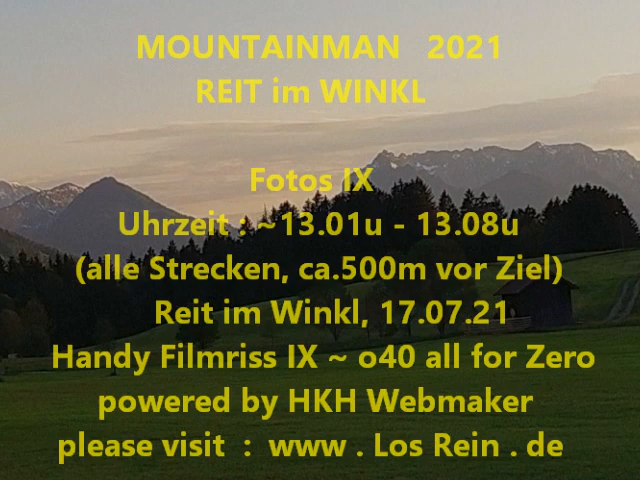 MOUNTAINMAN 2021
REIT im WINKL
Fotos IX
Uhrzeit : ~13.01u - 13.08u
(alle Strecken, ca.500m vor Ziel)
Reit im Winkl, 17.07.21
Handy Filmriss IX ~ o40 all for Zero
powered by HKH Webmaker
please visit : www . Los Rein . de